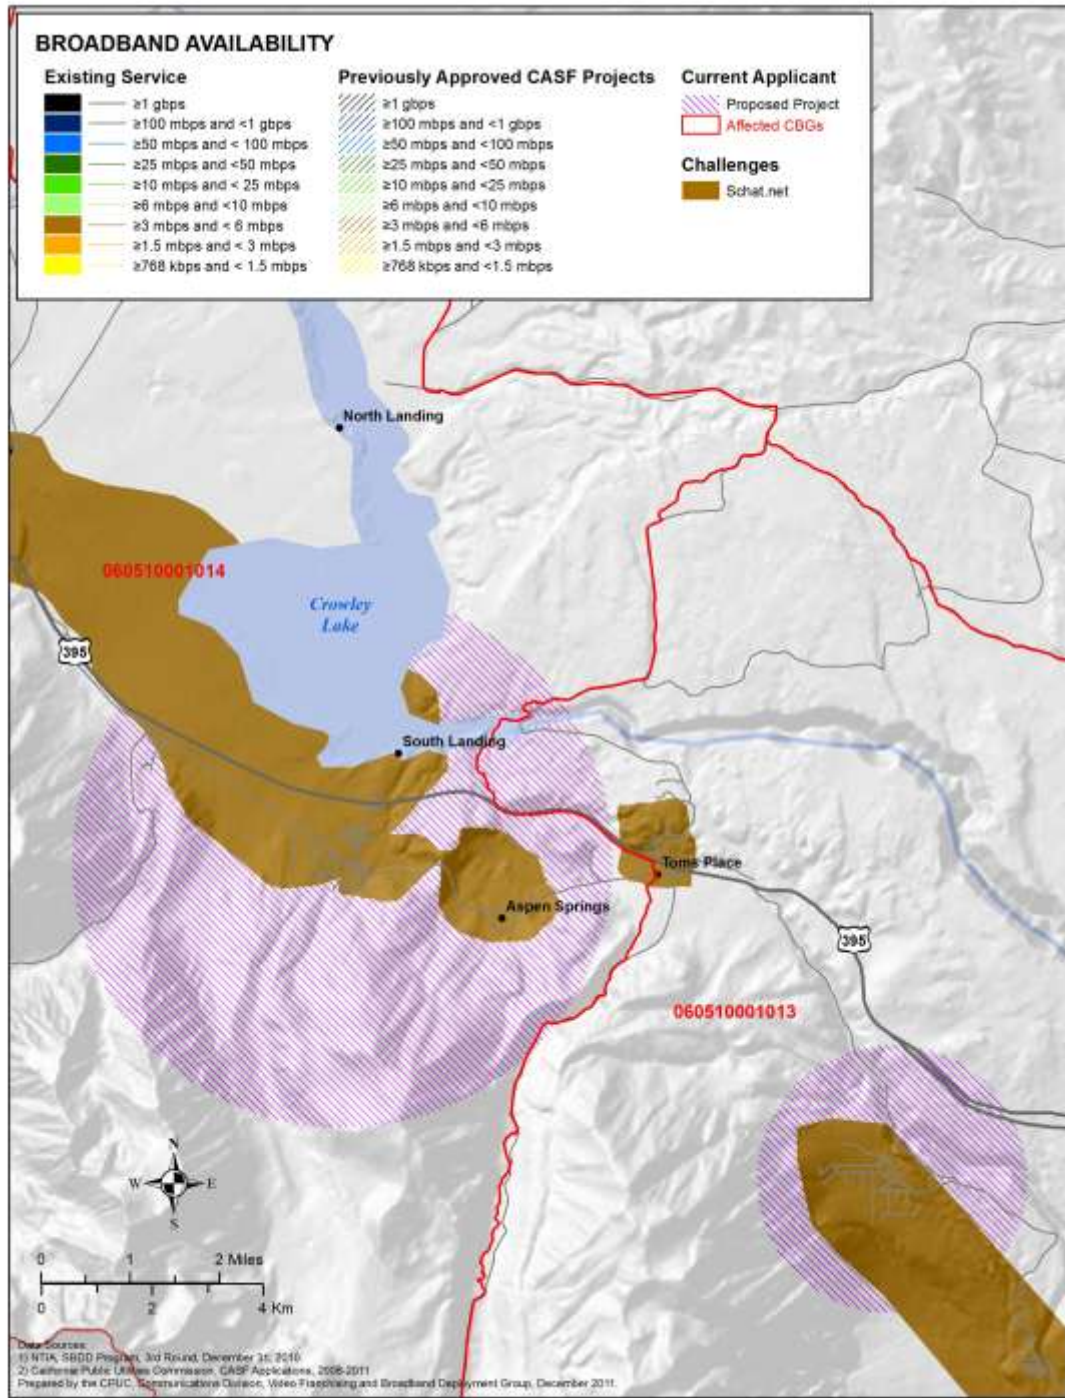 BROADBAND AVAILABILITY
Existing Service
≥1 gbps
≥100 mbps and <1 gbps
≥50 mbps and < 100 mbps
≥25 mbps and <50 mbps
≥10 mbps and < 25 mbps
≥6 mbps and <10 mbps
≥3 mbps and < 6 mbps
≥1.5 mbps and < 3 mbps
≥768 kbps and < 1.5 mbps
Previously Approved CASF Projects
≥1 gbps
≥100 mbps and <1 gbps
≥50 mbps and <100 mbps
≥25 mbps and <50 mbps
≥10 mbps and <25 mbps
≥6 mbps and <10 mbps
≥3 mbps and <6 mbps
≥1.5 mbps and <3 mbps
≥768 kbps and <1.5 mbps
Current Applicant
Proposed Project
Affected CBGs
Challenges
Schat.net
North Landing
060510001014
Crowley
Lake
395
South Landing
Toms Place
Aspen Springs
395
060510001013
N
W E
S
0 1 2 Miles
0 2 4 Km
Data Sources:
1) NTIA, SBDD Program, 3rd Round, December 31, 2010
2) California Public Utilities Commission, CASF Applications, 2008-2011
Prepared by the CPUC, Communications Division, Video Franchising and Broadband Deployment Group, December 2011.